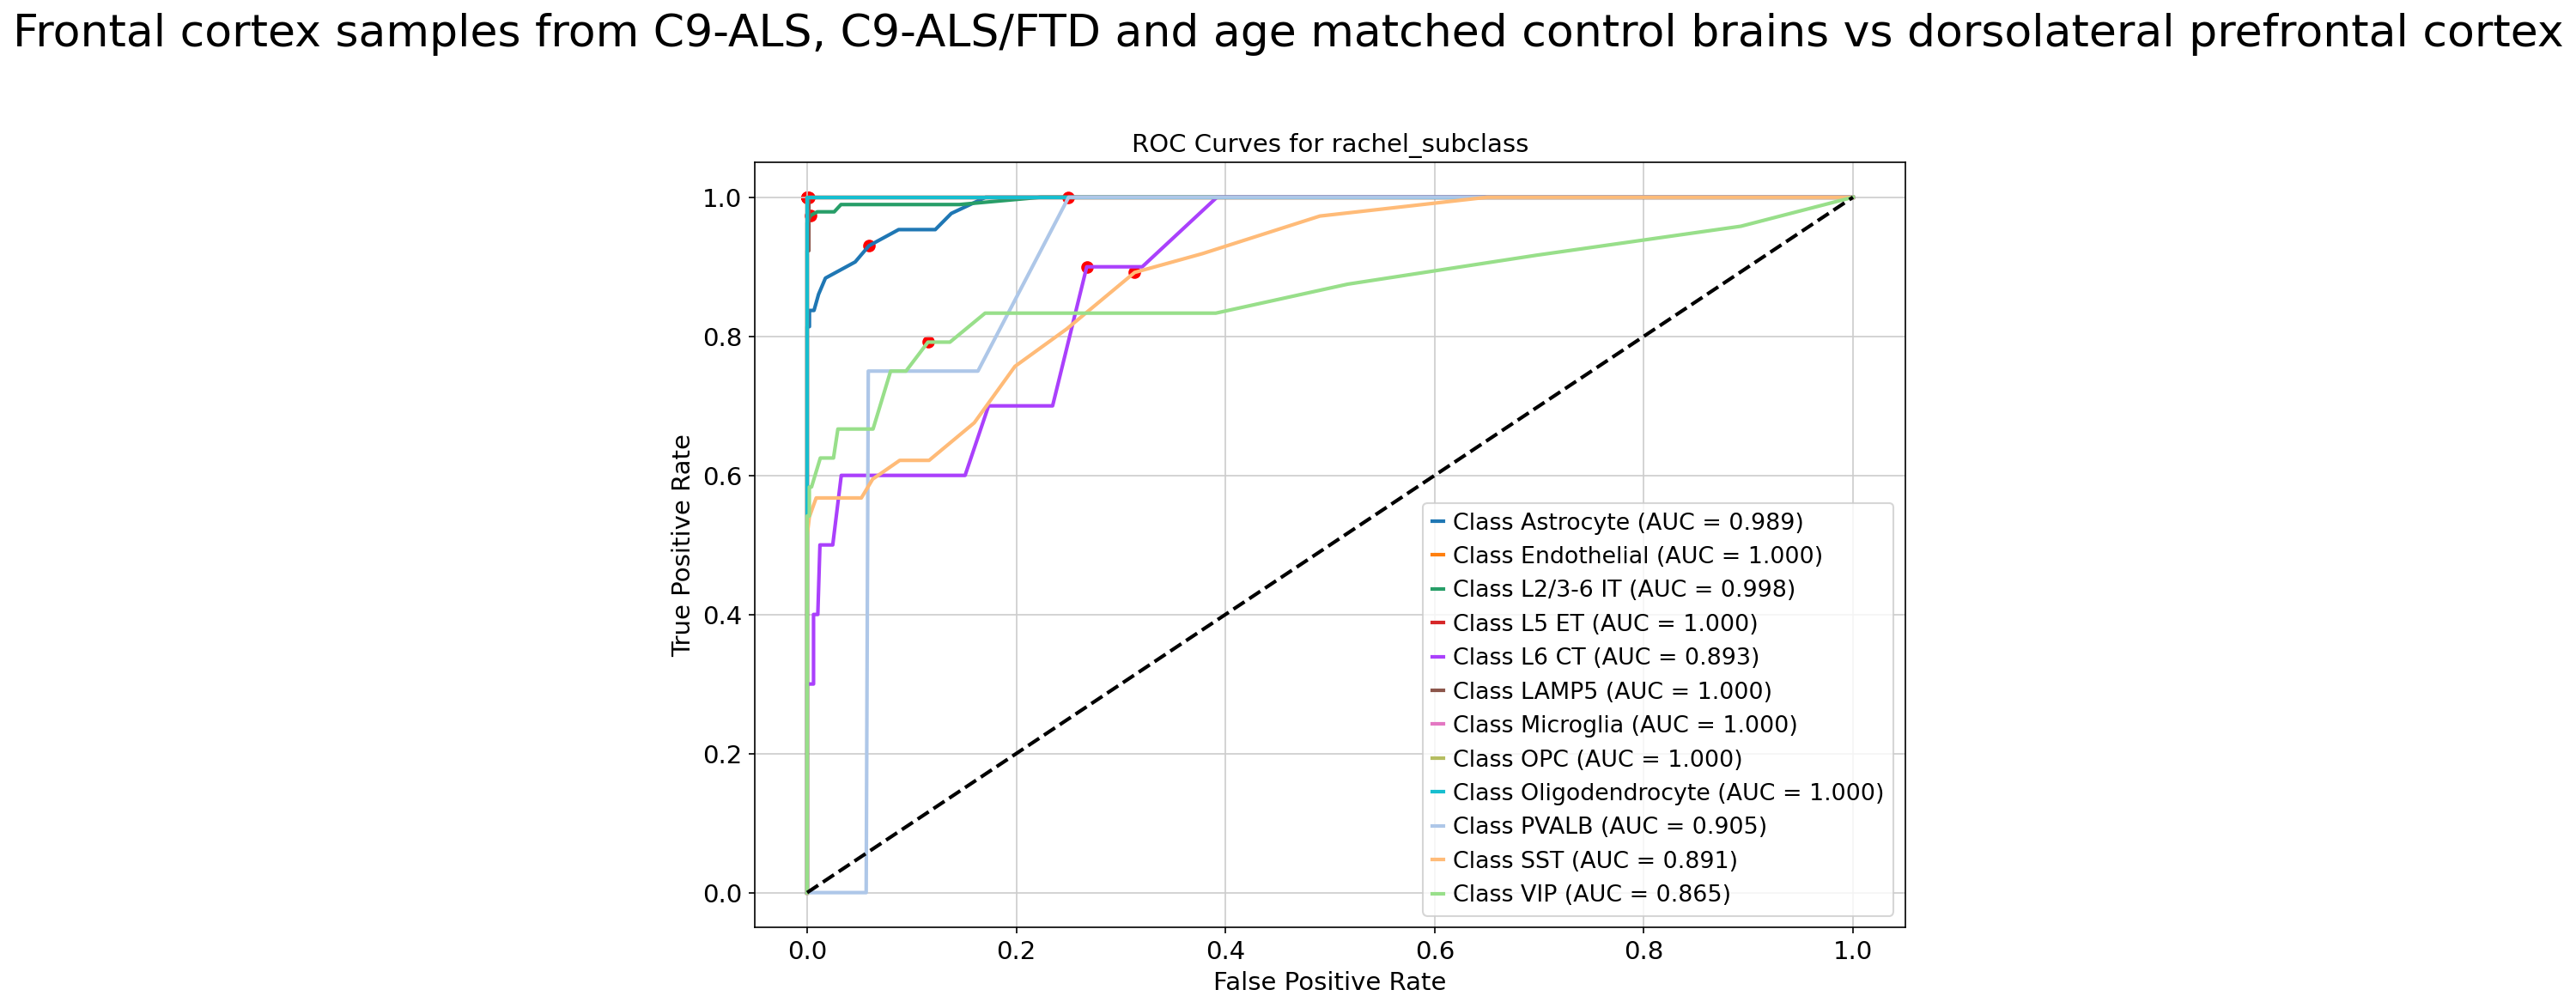 Frontal cortex samples from C9-ALS, C9-ALS/FTD and age matched control brains vs dorsolateral prefrontal cortex
ROC Curves for rachel_subclass
True Positive Rate
1.0
0.8
0.6
0.4
0.2
0.0
Class Astrocyte (AUC = 0.989)
Class Endothelial (AUC = 1.000)
Class L2/3-6 IT (AUC = 0.998)
Class L5 ET (AUC = 1.000)
Class L6 CT (AUC = 0.893)
Class LAMP5 (AUC = 1.000)
Class Microglia (AUC = 1.000)
Class OPC (AUC = 1.000)
Class Oligodendrocyte (AUC = 1.000)
Class PVALB (AUC = 0.905)
Class SST (AUC = 0.891)
Class VIP (AUC = 0.865)
0.0 0.2 0.4 0.6 0.8 1.0
False Positive Rate